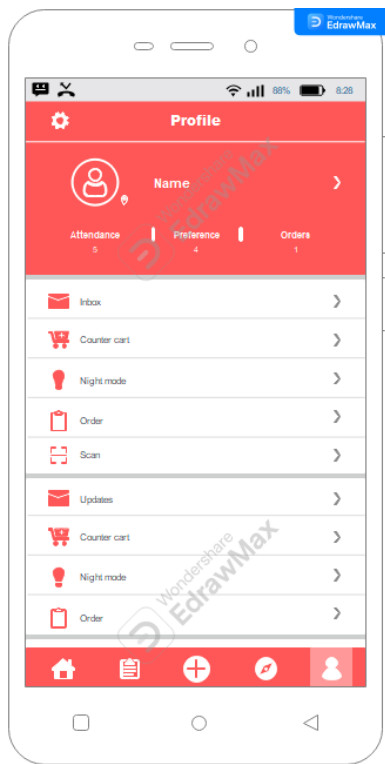 Wondershare
EdrawMax
88% 8:28
Profile
Name
Attendance Preference Orders
5 4 1
Inbox
Counter cart
Night mode
Order
Scan
Updates
Counter cart
Night mode
Order
Wondershare
EdrawMax
Wondershare
EdrawMax